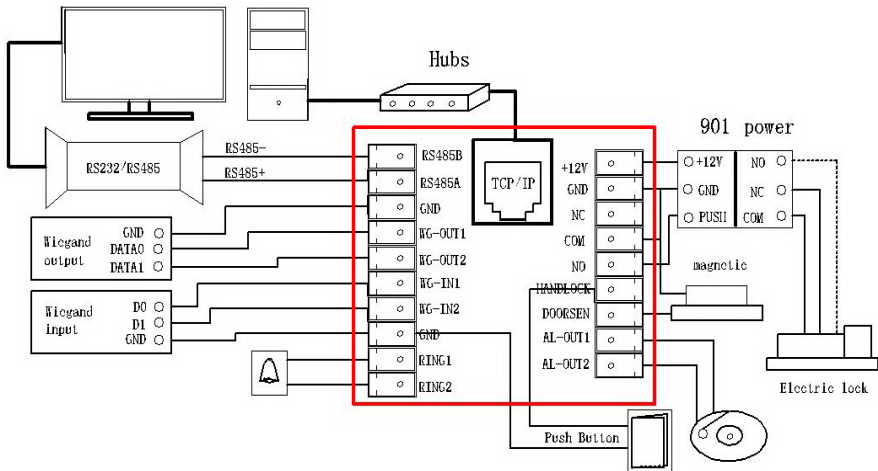 Hubs
901 power
RS232/RS485
RS485-
RS485+
RS485B
RS485A
GND
WG-OUT1
WG-OUT2
WG-IN1
WG-IN2
GND
RING1
RING2
TCP/IP
+12V
GND
NC
COM
NO
HANDLOCK
DOORSEN
AL-OUT1
AL-OUT2
+12V
GND
PUSH
NO
NC
COM
Wiegand
output
GND
DATA0
DATA1
Wiegand
input
D0
D1
GND
magnetic
Electric lock
Push Button